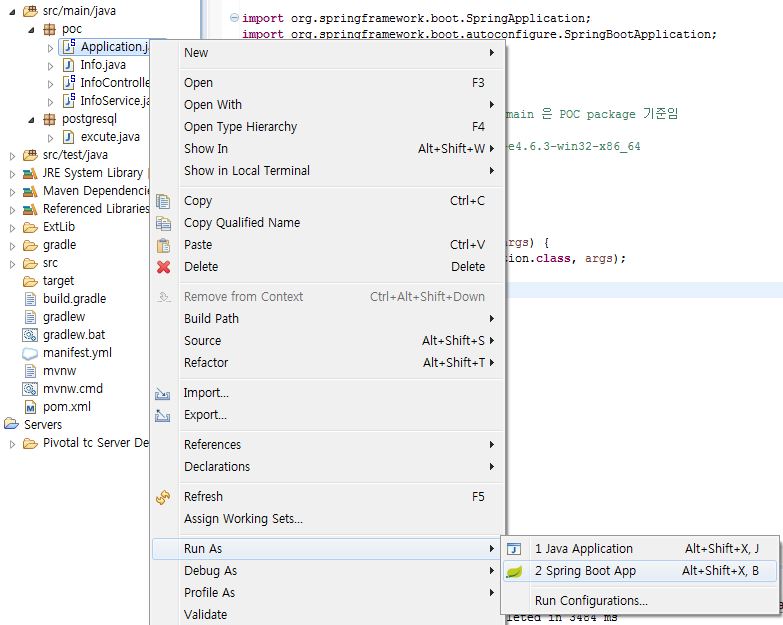 src/main/java
poc
Application.ja
Info.java
InfoControlle
InfoService.ja
postgresql
excute.java
src/test/java
JRE System Library
Maven Dependencie
Referenced Libraries
ExtLib
gradle
src
target
build.gradle
gradlew
gradlew.bat
manifest.yml
mvnw
mvnw.cmd
pom.xml
Servers
Pivotal tc Server De
import org.springframework.boot.SpringApplication;
import org.springframework.boot.autoconfigure.SpringBootApplication;
main 은 POC package 기준임
e4.6.3-win32-x86_64
args) {
tion.class, args);
New
Open F3
Open With
Open Type Hierarchy F4
Show In Alt+Shift+W
Show in Local Terminal
Copy Ctrl+C
Copy Qualified Name
Paste Ctrl+V
Delete Delete
Remove from Context Ctrl+Alt+Shift+Down
Build Path
Source Alt+Shift+S
Refactor Alt+Shift+T
Import...
Export...
References
Declarations
Refresh F5
Assign Working Sets...
Run As
Debug As
Profile As
Validate
1 Java Application Alt+Shift+X, J
2 Spring Boot App Alt+Shift+X, B
Run Configurations...
leted in 3484 ms